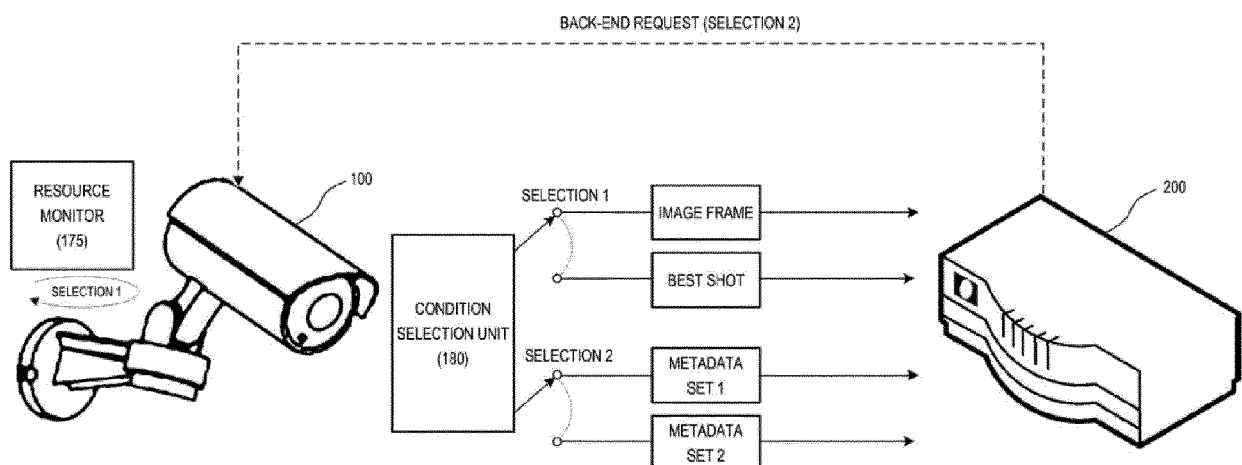 BACK-END REQUEST (SELECTION 2)
RESOURCE
MONITOR
(175)
SELECTION 1
100
CONDITION
SELECTION UNIT
(180)
SELECTION 1
IMAGE FRAME
BEST SHOT
SELECTION 2
METADATA
SET 1
METADATA
SET 2
200